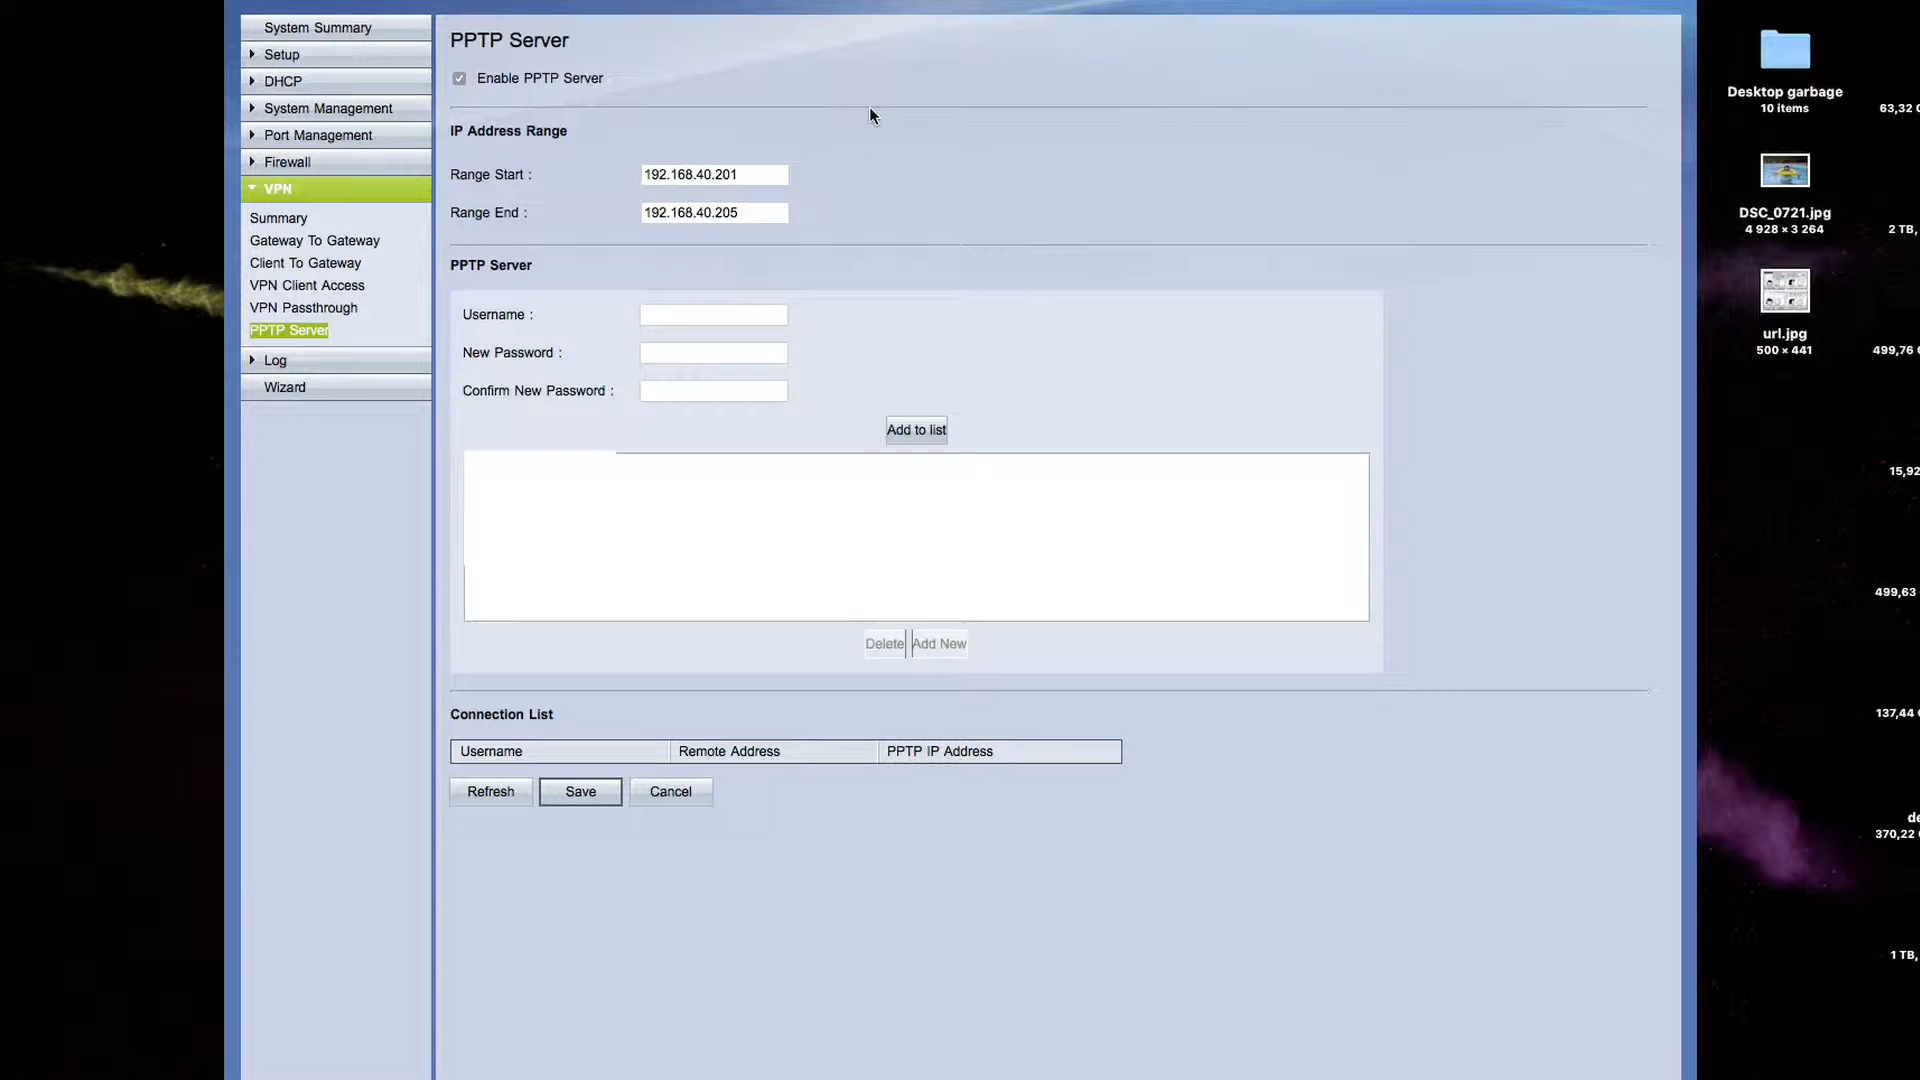 System Summary
Setup
DHCP
System Management
Port Management
Firewall
VPN
Summary
Gateway To Gateway
Client To Gateway
VPN Client Access
VPN Passthrough
PPTP Server
Log
Wizard
PPTP Server
Enable PPTP Server
IP Address Range
Range Start : 192.168.40.201
Range End : 192.168.40.205
PPTP Server
Username :
New Password :
Confirm New Password :
Add to list
Delete Add New
Connection List
Username Remote Address PPTP IP Address
Refresh Save Cancel
Desktop garbage
10 items
DSC_0721.jpg
4 928 × 3 264
url.jpg
500 × 441
63,32
2 TB,
499,76
15,92
499,63
137,44
370,22
1 TB,